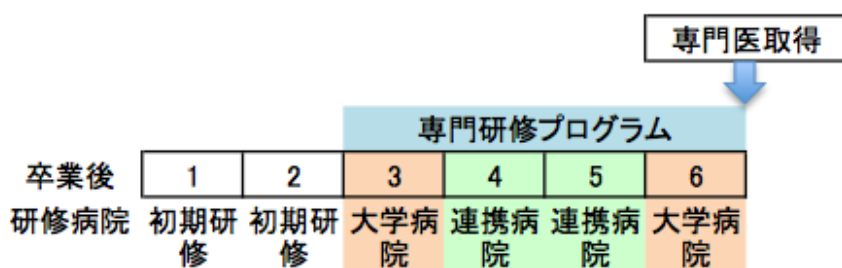 専門医取得
専門研修プログラム
卒業後 1 2 3 4 5 6
研修病院 初期研 初期研 大学病 連携病 連携病 大学病
修 修 院 院 院 院